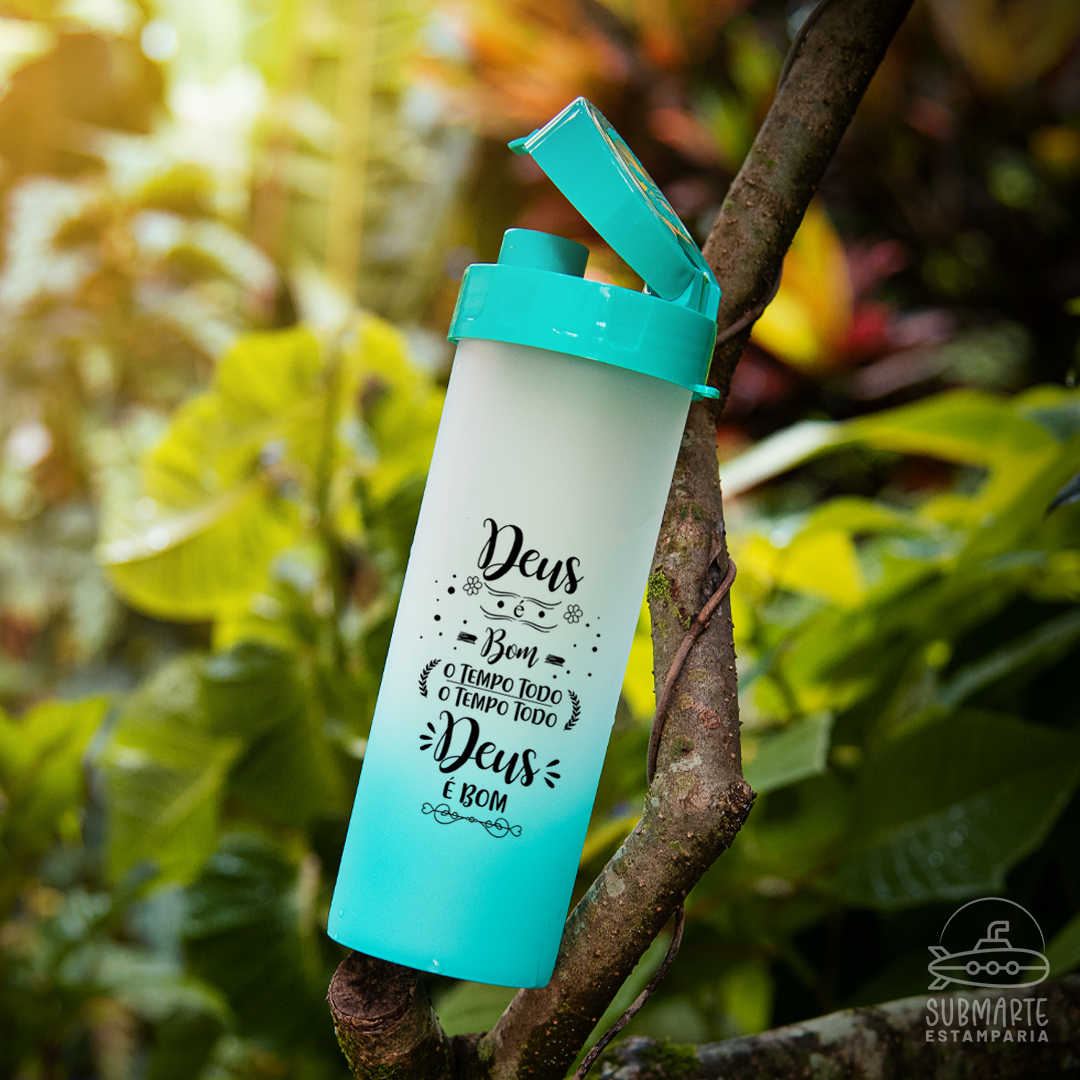 Deus
é
Bom
O TEMPO TODO
O TEMPO TODO
Deus
É BOM
SUBMARTE
ESTAMPARIA